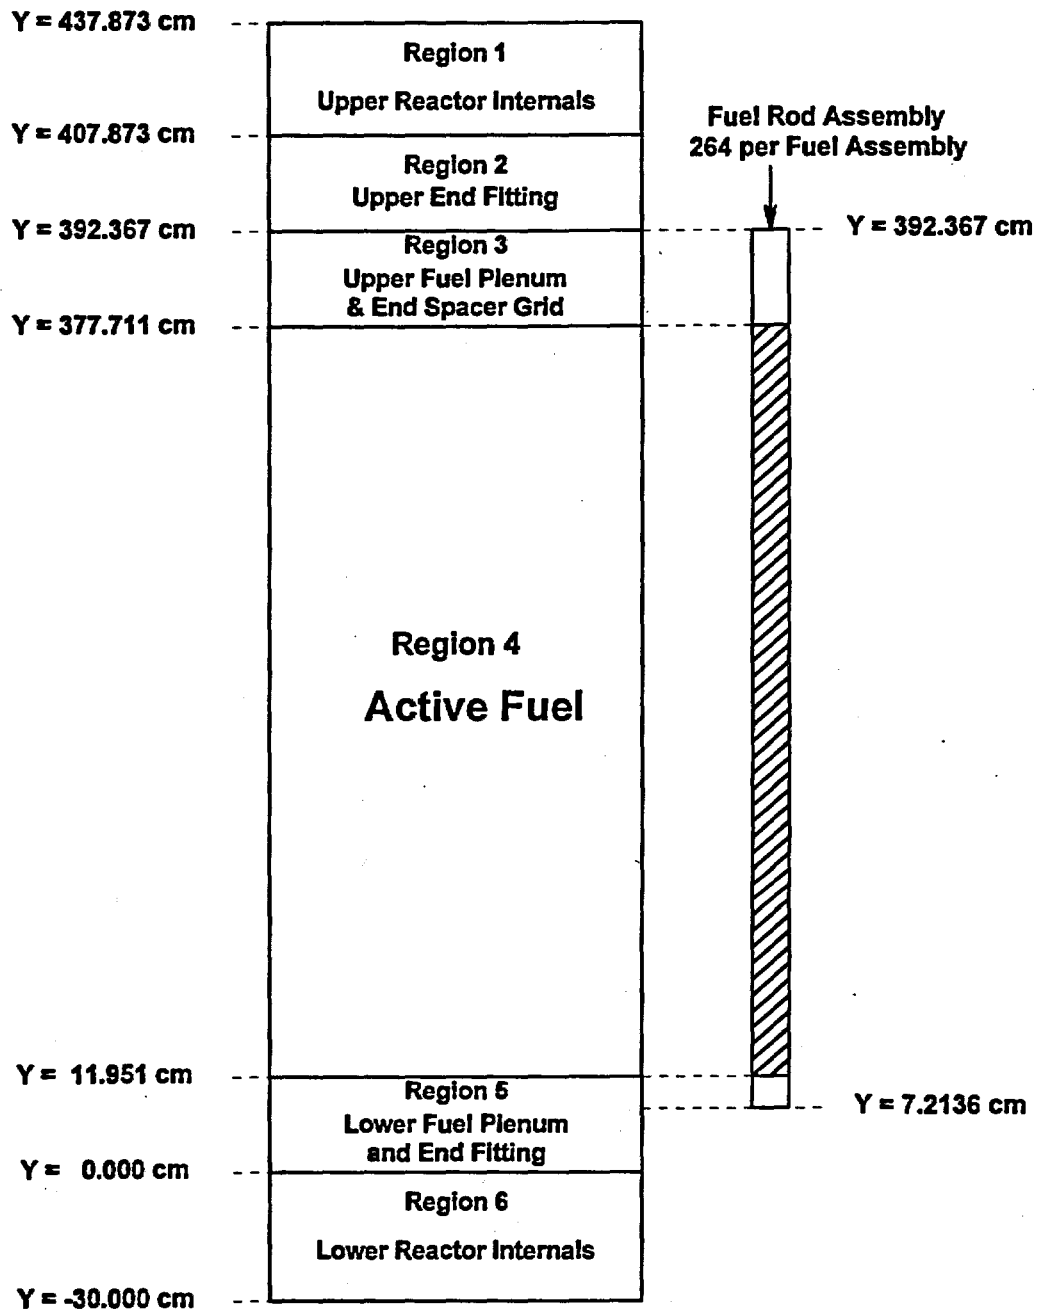 Y = 437.873 cm
Region 1
Upper Reactor Internals
Y = 407.873 cm
Region 2
Upper End Fitting
Fuel Rod Assembly
264 per Fuel Assembly
Y = 392.367 cm
Y = 392.367 cm
Region 3
Upper Fuel Plenum
& End Spacer Grid
Y = 377.711 cm
Region 4
Active Fuel
Y = 11.951 cm
Region 5
Lower Fuel Plenum
and End Fitting
Y = 7.2136 cm
Y = 0.000 cm
Region 6
Lower Reactor Internals
Y = -30.000 cm